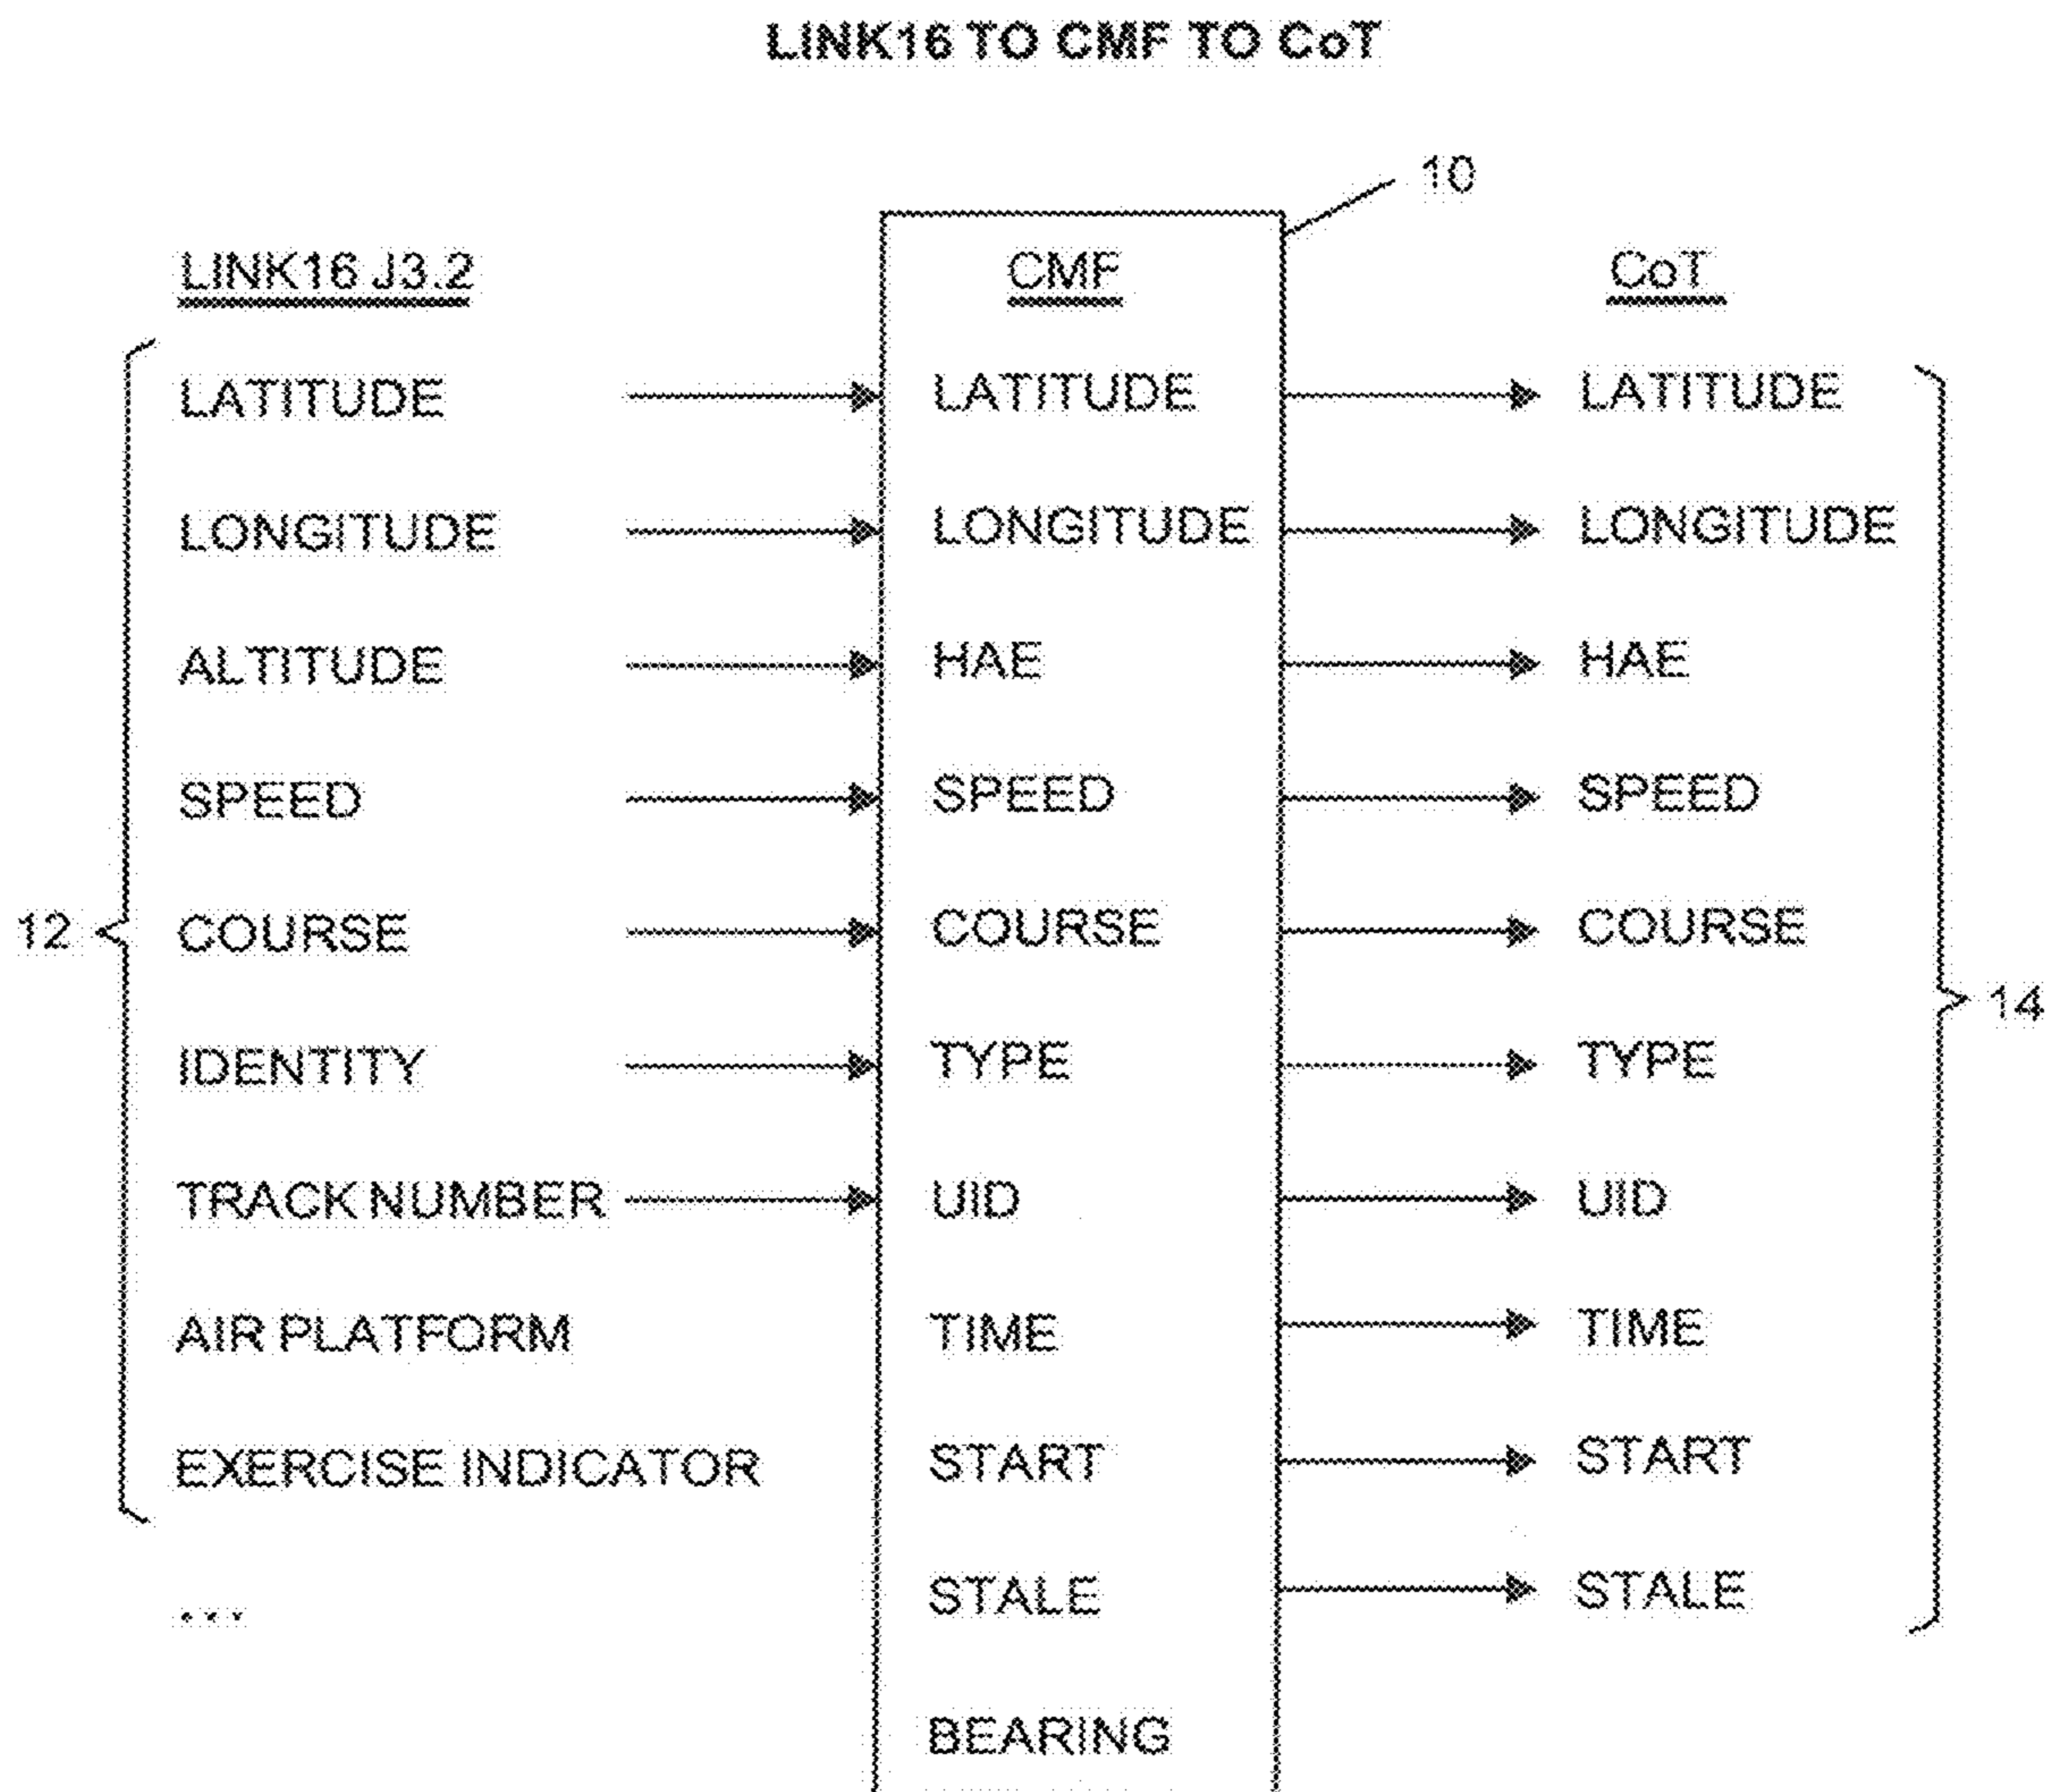 LINK16 TO CMF TO CoT
10
LINK16 J3.2 CMF CoT
LATITUDE LATITUDE LATITUDE
LONGITUDE LONGITUDE LONGITUDE
ALTITUDE HAE HAE
SPEED SPEED SPEED
12 COURSE COURSE COURSE
14
IDENTITY TYPE TYPE
TRACK NUMBER UID UID
AIR PLATFORM TIME TIME
EXERCISE INDICATOR START START
... STALE STALE
BEARING